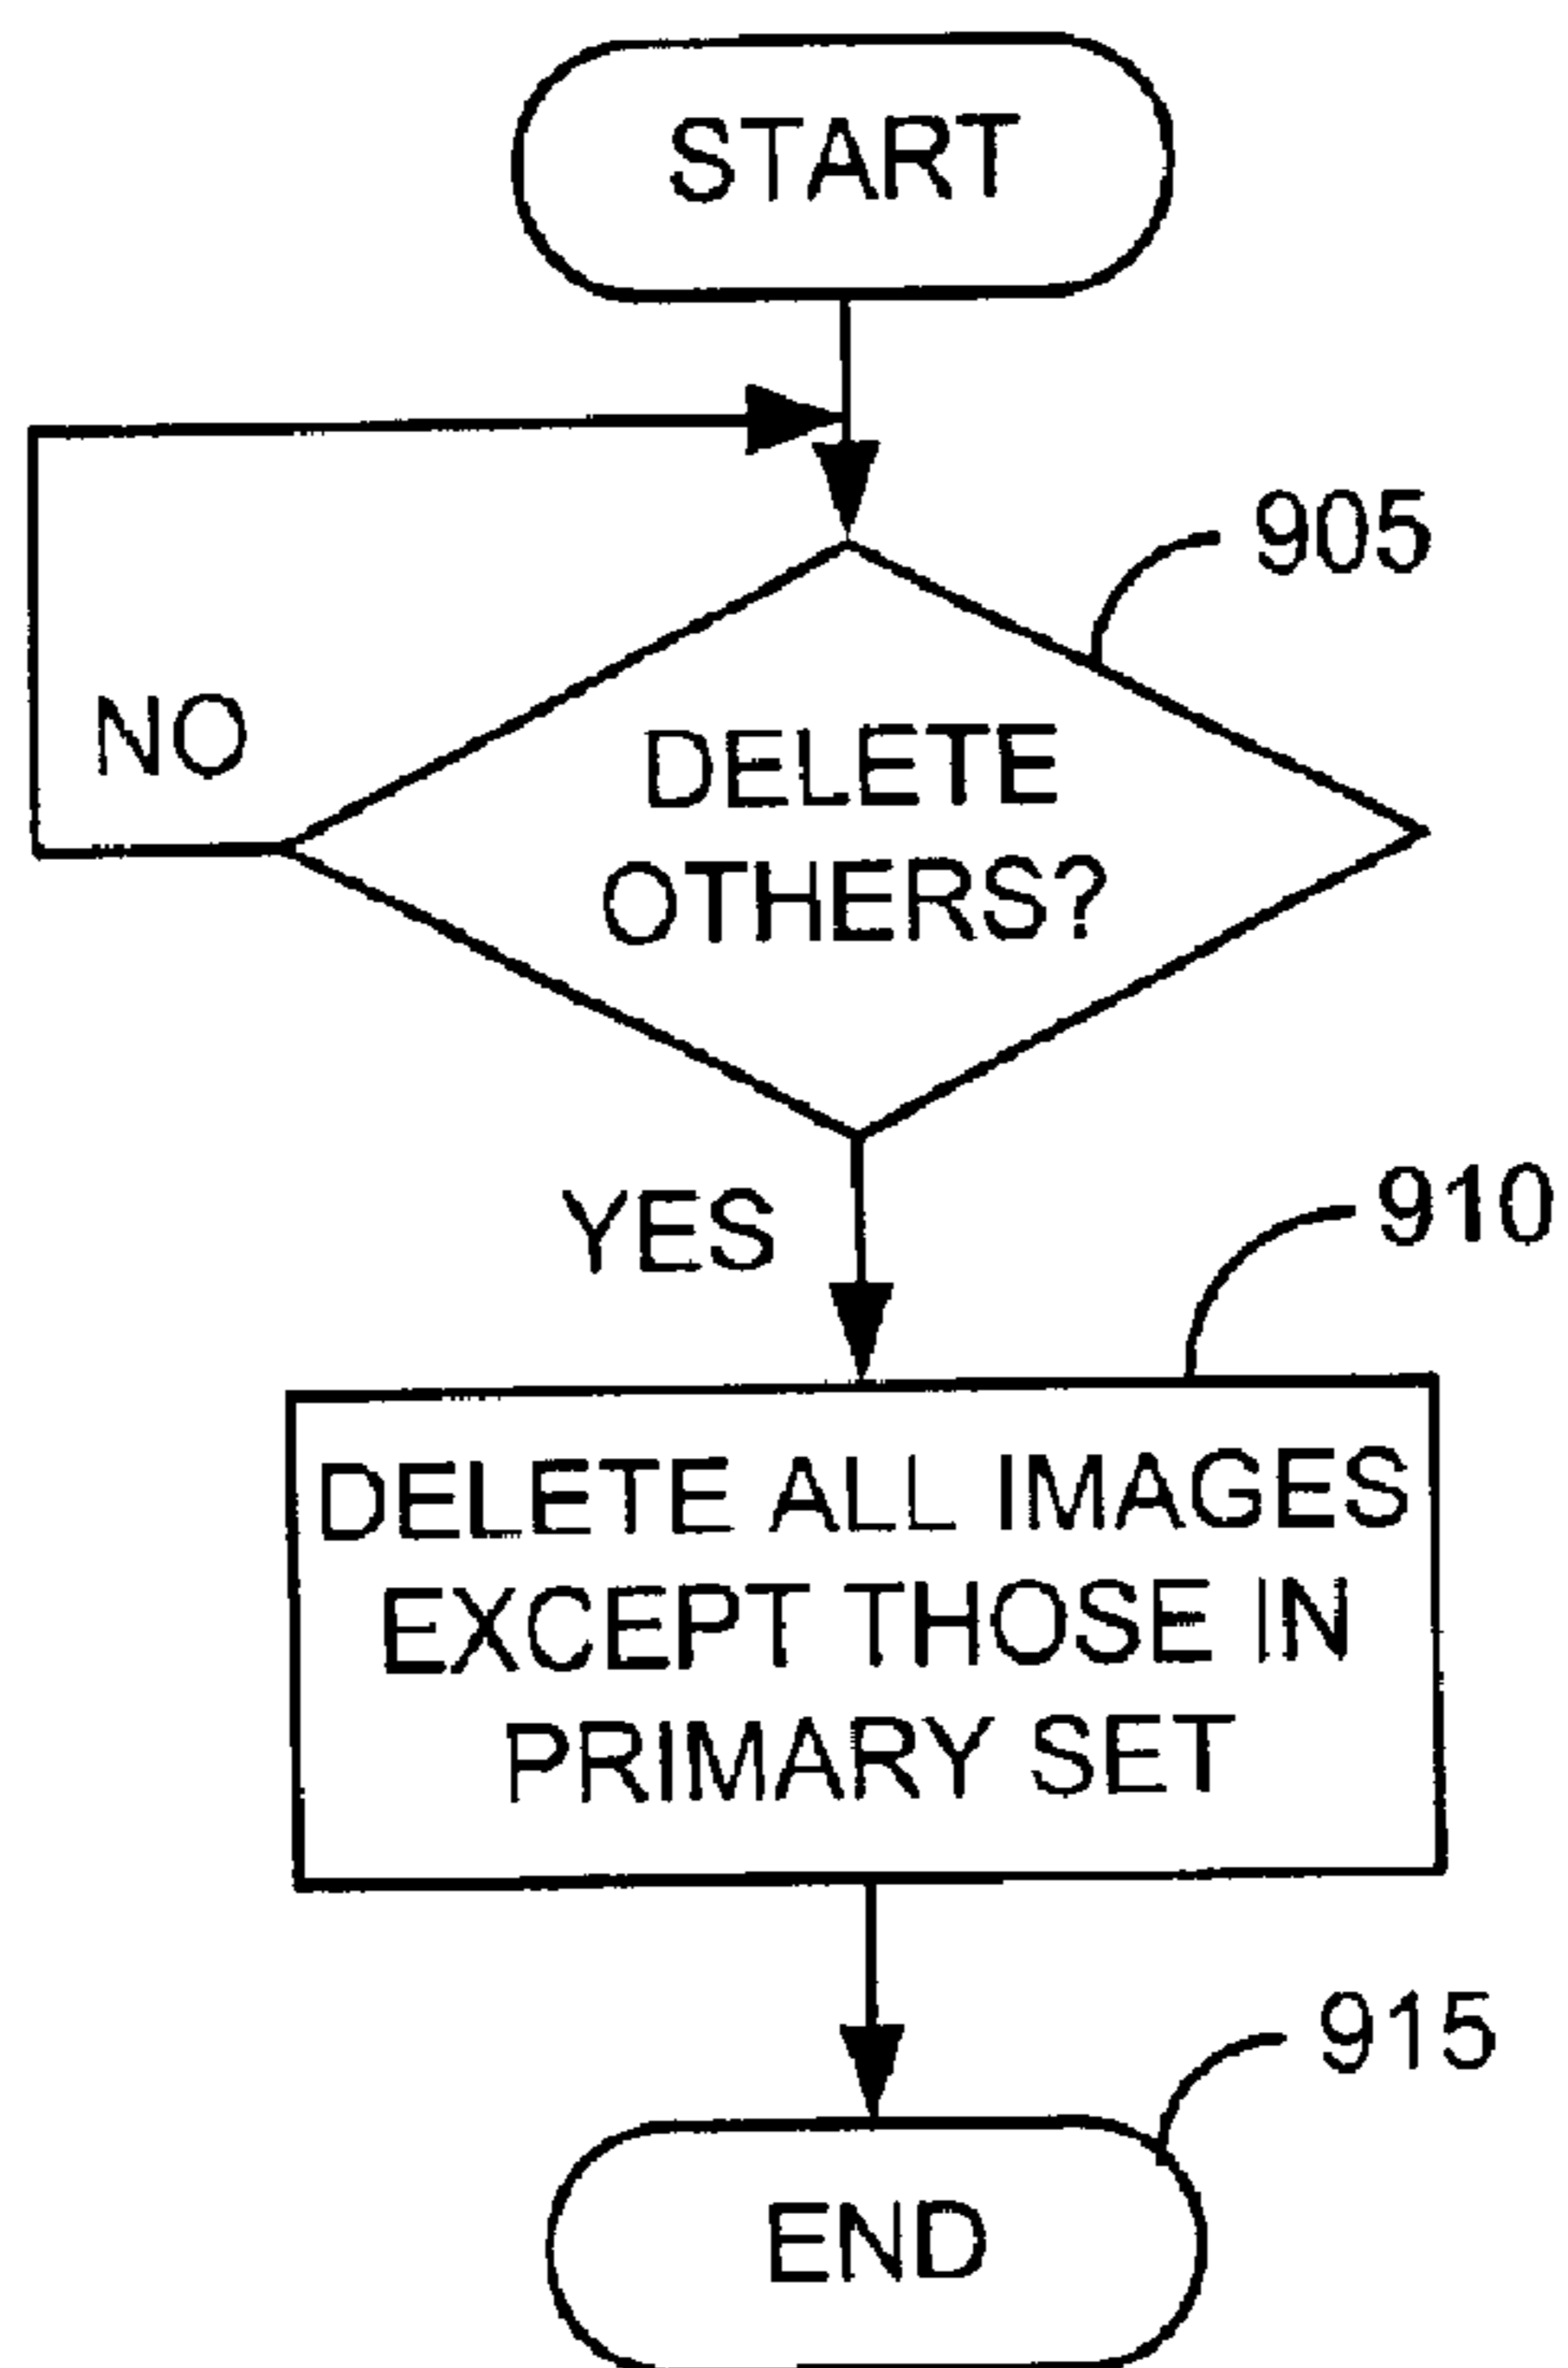 START
905
NO
DELETE
OTHERS?
YES
910
DELETE ALL IMAGES
EXCEPT THOSE IN
PRIMARY SET
915
END